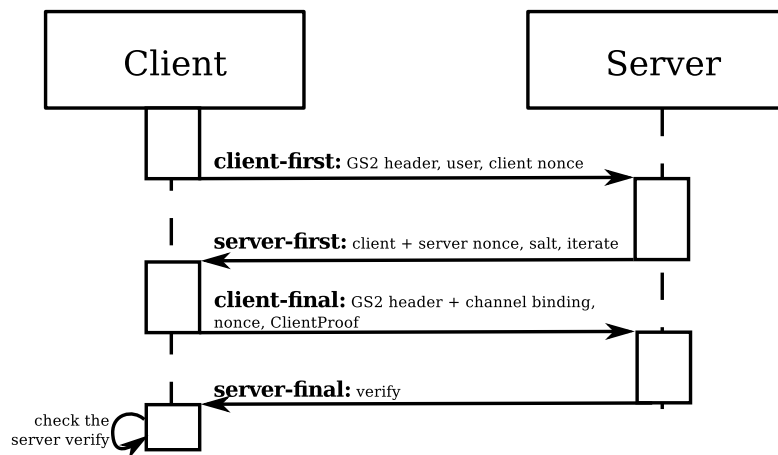 Client
Server
client-first: GS2 header, user, client nonce
server-first: client + server nonce, salt, iterate
client-final: GS2 header + channel binding,
nonce, ClientProof
server-final: verify
check the
server verify